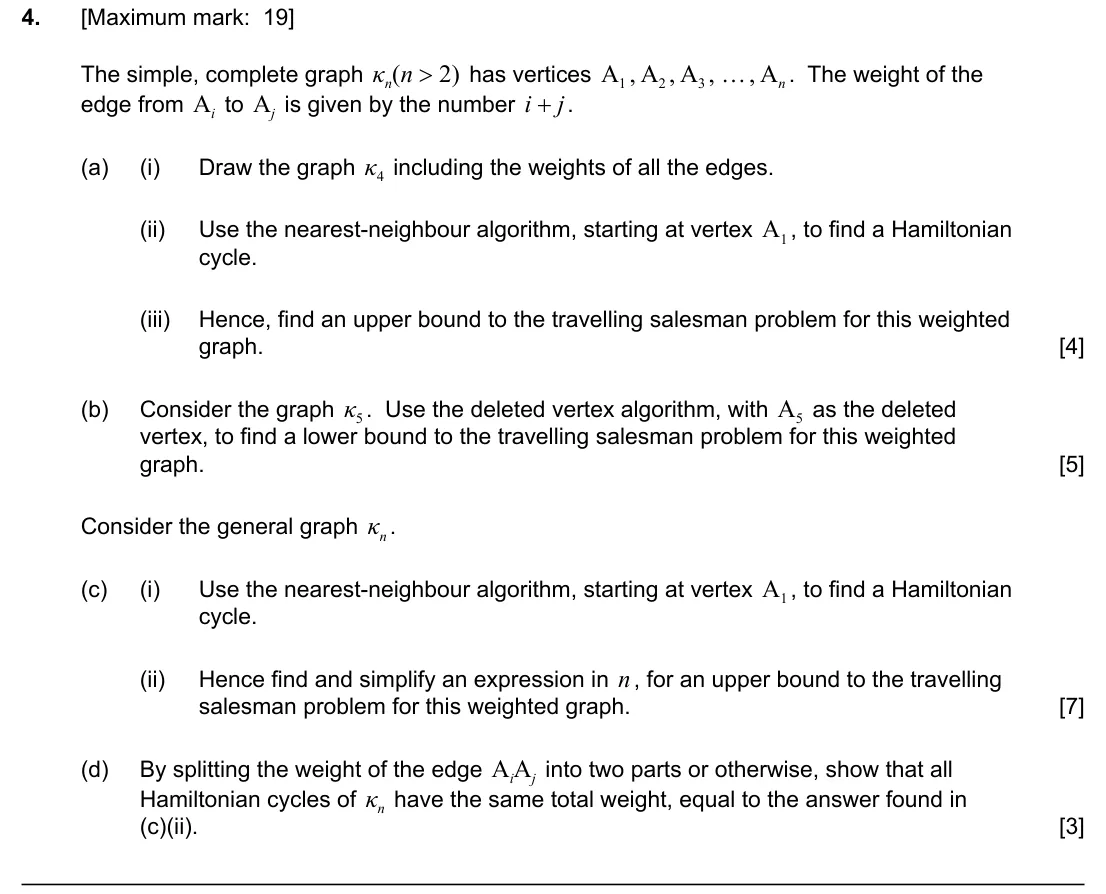 4. [Maximum mark: 19]
The simple, complete graph κₙ(n > 2) has vertices A₁, A₂, A₃, …, Aₙ. The weight of the
edge from Aᵢ to Aⱼ is given by the number i + j.
(a) (i) Draw the graph κ₄ including the weights of all the edges.
(ii) Use the nearest-neighbour algorithm, starting at vertex A₁, to find a Hamiltonian
cycle.
(iii) Hence, find an upper bound to the travelling salesman problem for this weighted
graph. [4]
(b) Consider the graph κ₅. Use the deleted vertex algorithm, with A₅ as the deleted
vertex, to find a lower bound to the travelling salesman problem for this weighted
graph. [5]
Consider the general graph κₙ.
(c) (i) Use the nearest-neighbour algorithm, starting at vertex A₁, to find a Hamiltonian
cycle.
(ii) Hence find and simplify an expression in n, for an upper bound to the travelling
salesman problem for this weighted graph. [7]
(d) By splitting the weight of the edge AᵢAⱼ into two parts or otherwise, show that all
Hamiltonian cycles of κₙ have the same total weight, equal to the answer found in
(c)(ii). [3]